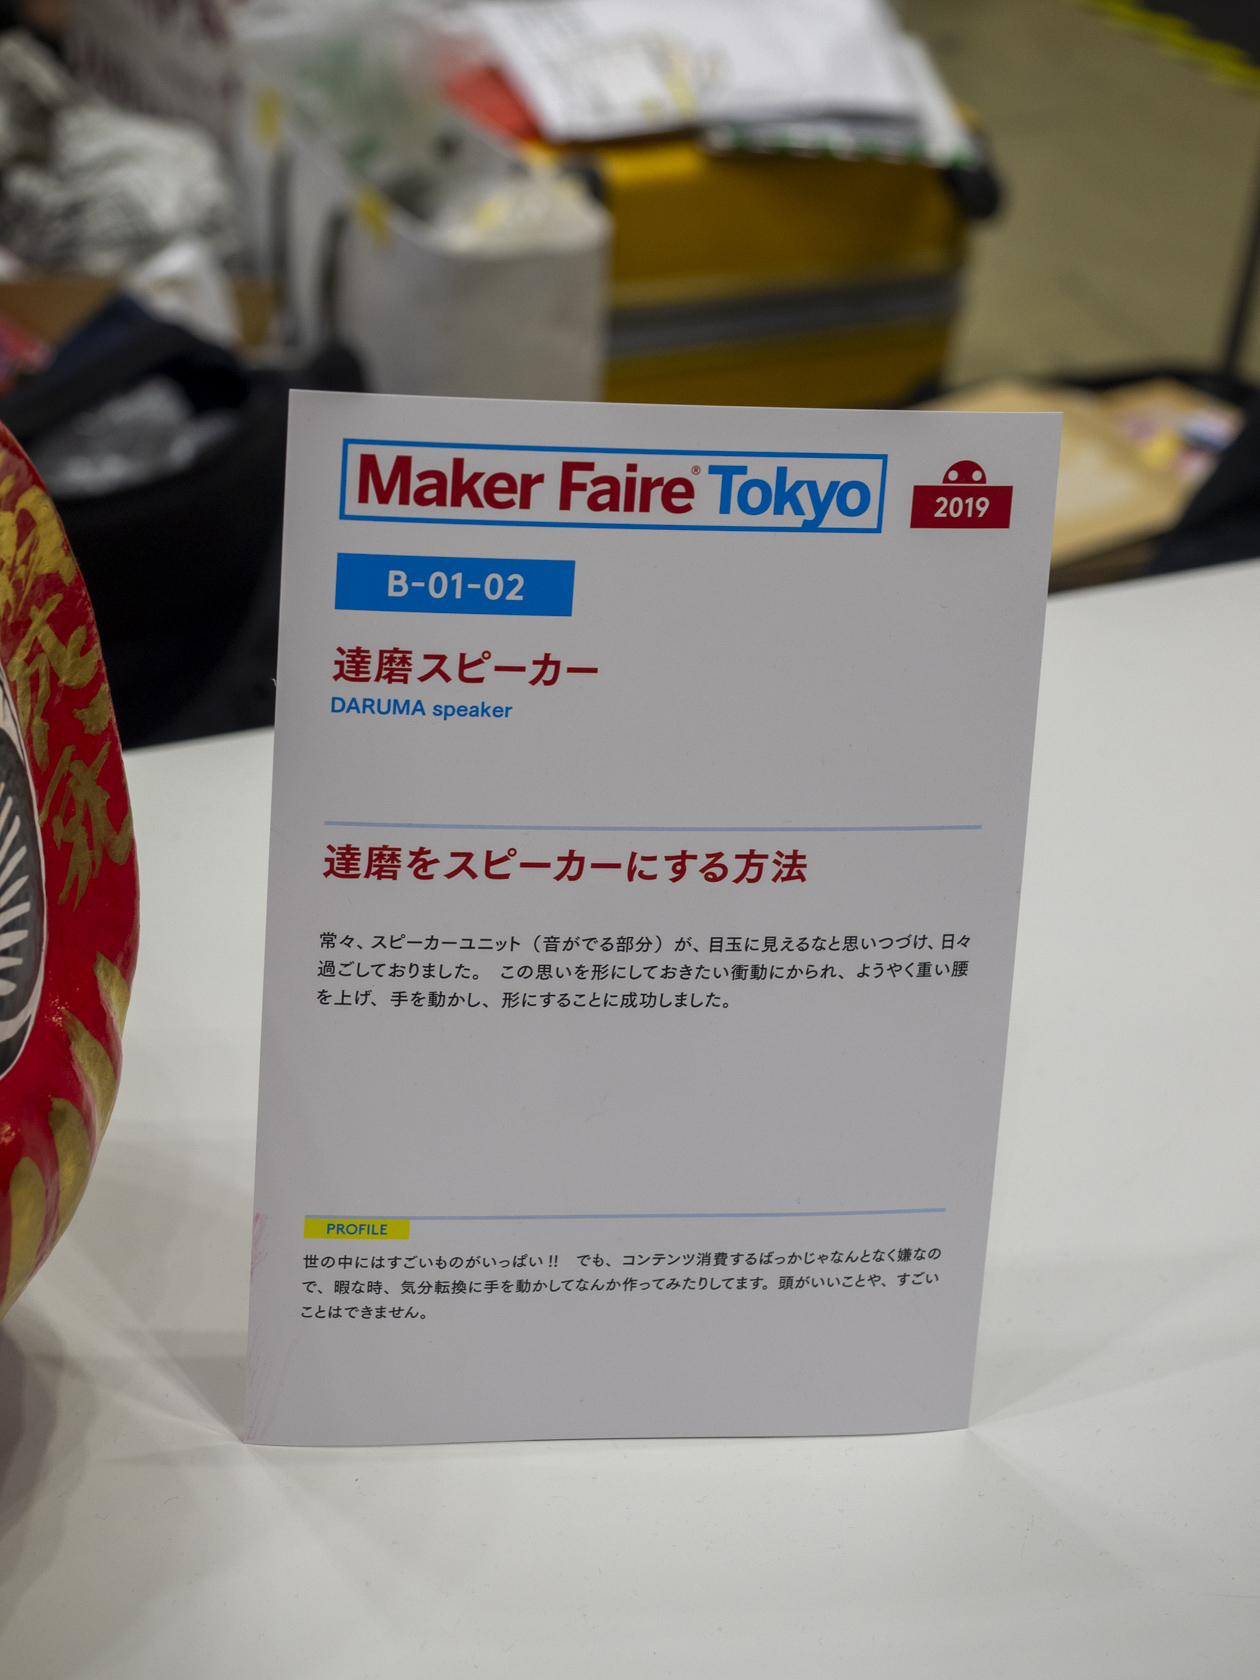 Maker Faire® Tokyo
2019
B-01-02
達磨スピーカー
DARUMA speaker
達磨をスピーカーにする方法
常々、スピーカーユニット（音がでる部分）が、目玉に見えるなと思いつづけ、日々
過ごしておりました。 この思いを形にしておきたい衝動にかられ、ようやく重い腰
を上げ、手を動かし、形にすることに成功しました。
PROFILE
世の中にはすごいものがいっぱい!! でも、コンテンツ消費するばっかじゃなんとなく嫌なの
で、暇な時、気分転換に手を動かしてなんか作ってみたりしてます。頭がいいことや、すごい
ことはできません。